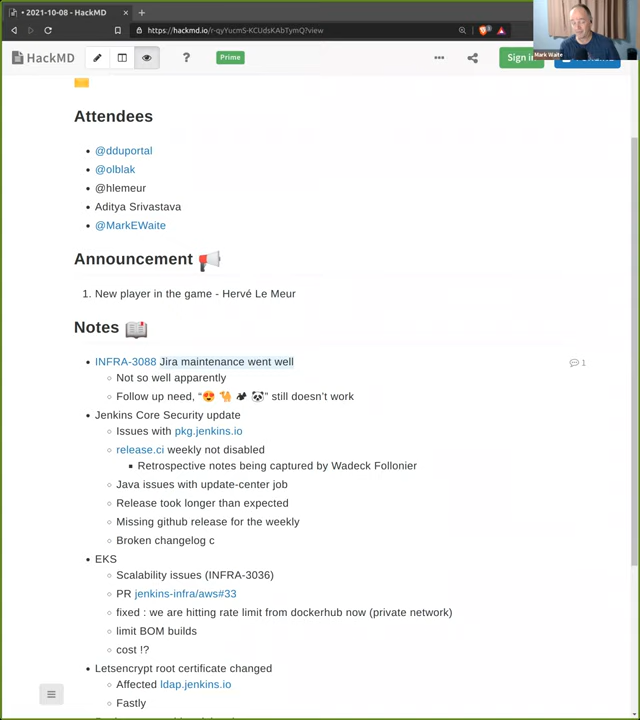 2021-10-08 - HackMD
https://hackmd.io/r-qyYucmS-KCUdsKAbTymQ?view
HackMD
?
Prime
Sign in
Mark Waite
Attendees
@dduportal
@olblak
@hlemeur
Aditya Srivastava
@MarkEWaite
Announcement 📢
1. New player in the game - Hervé Le Meur
Notes 📖
INFRA-3088 Jira maintenance went well
1
Not so well apparently
Follow up need, “😍 🐫 🏕 🐼” still doesn’t work
Jenkins Core Security update
Issues with pkg.jenkins.io
release.ci weekly not disabled
Retrospective notes being captured by Wadeck Follonier
Java issues with update-center job
Release took longer than expected
Missing github release for the weekly
Broken changelog c
EKS
Scalability issues (INFRA-3036)
PR jenkins-infra/aws#33
fixed : we are hitting rate limit from dockerhub now (private network)
limit BOM builds
cost !?
Letsencrypt root certificate changed
Affected ldap.jenkins.io
Fastly